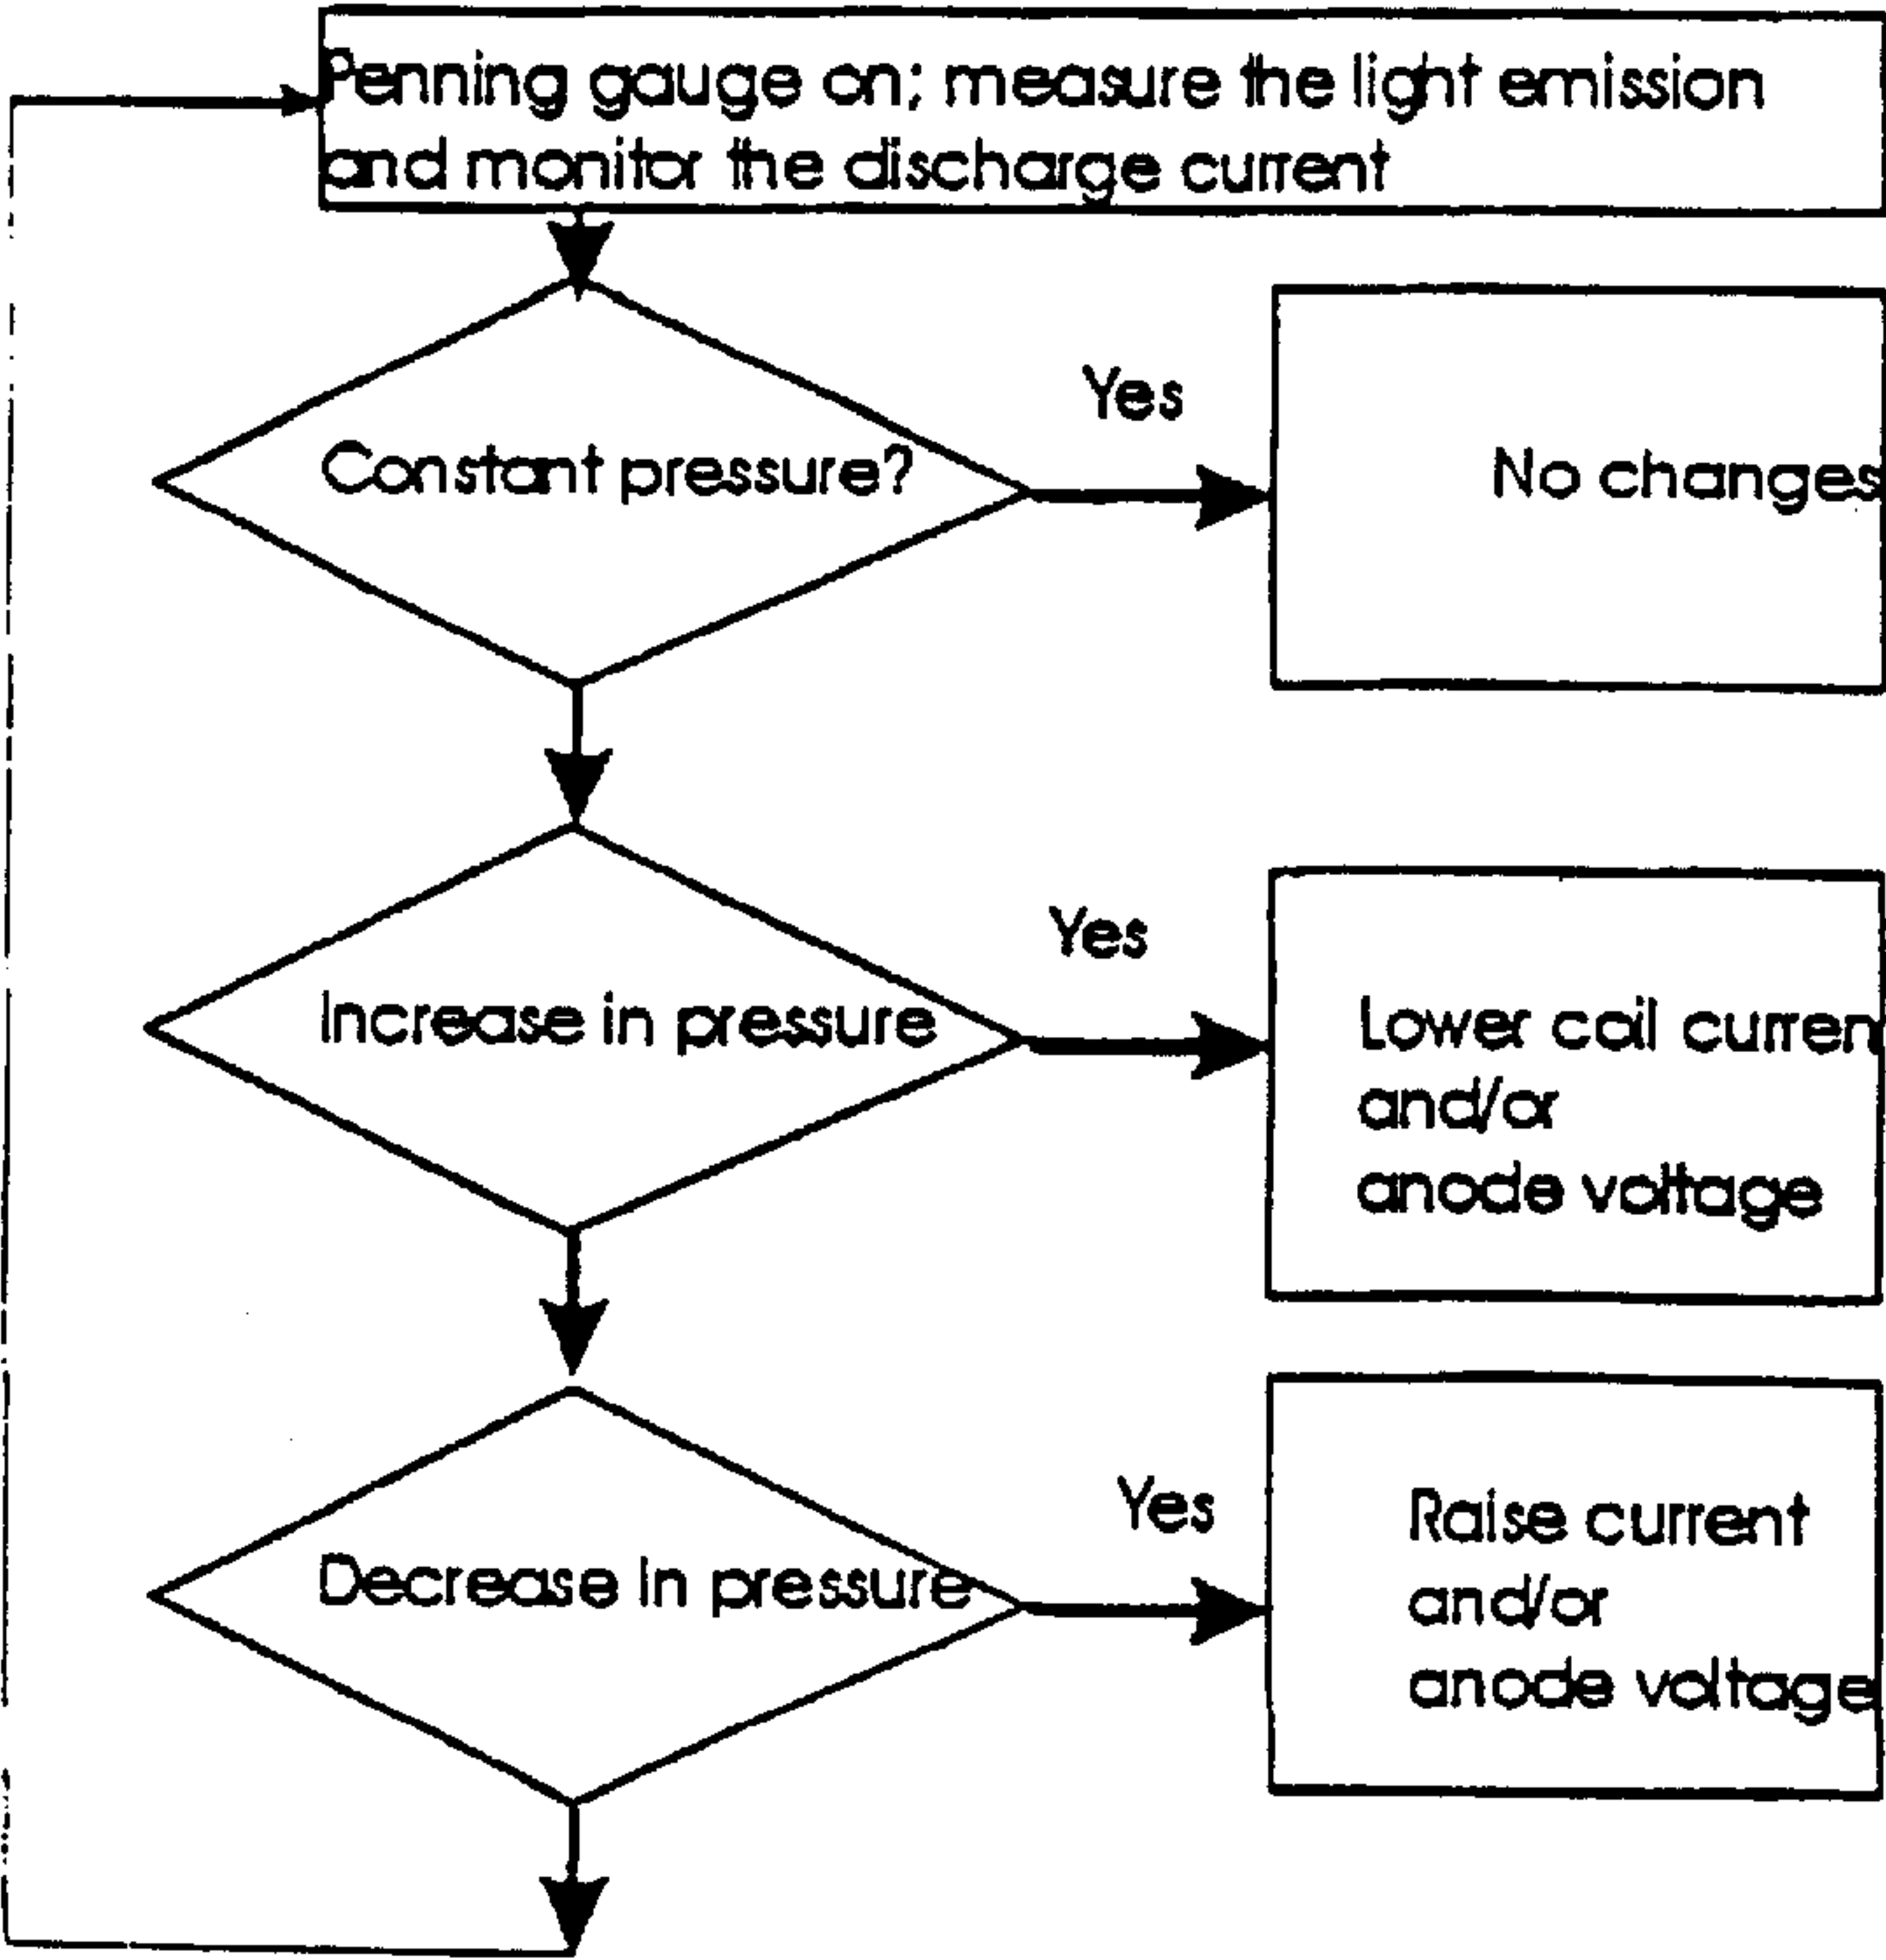 Penning gauge on; measure the light emission
and monitor the discharge current
Yes
Constant pressure?
No changes
Yes
Increase in pressure
Lower coil curren
and/or
anode voltage
Yes
Decrease in pressure
Raise current
and/or
anode voltage